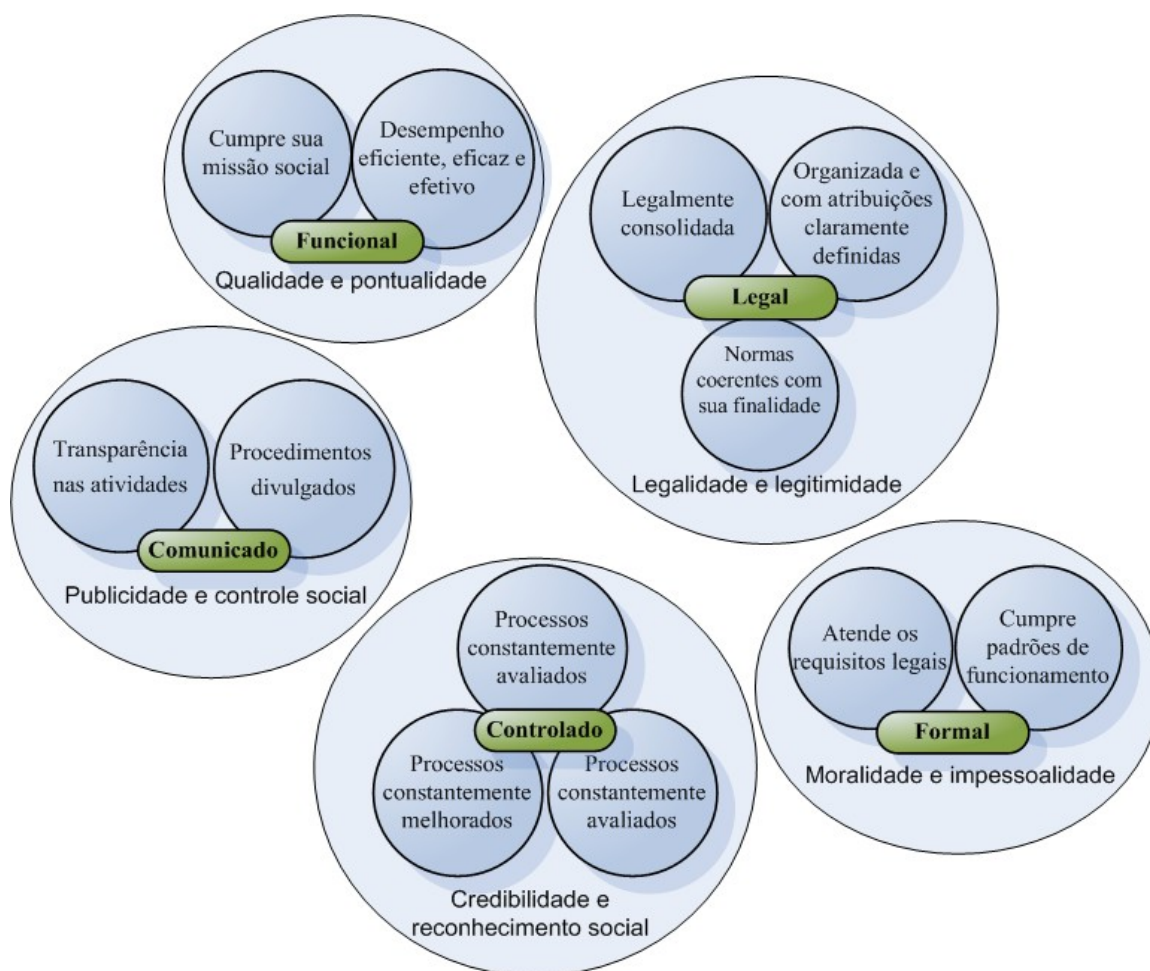 Cumpre sua
missão social
Desempenho
eficiente, eficaz e
efetivo
Funcional
Qualidade e pontualidade
Legalmente
consolidada
Organizada e
com atribuições
claramente
definidas
Legal
Normas
coerentes com
sua finalidade
Legalidade e legitimidade
Transparência
nas atividades
Procedimentos
divulgados
Comunicado
Publicidade e controle social
Processos
constantemente
avaliados
Controlado
Processos
constantemente
melhorados
Processos
constantemente
avaliados
Credibilidade e
reconhecimento social
Atende os
requisitos legais
Cumpre
padrões de
funcionamento
Formal
Moralidade e impessoalidade